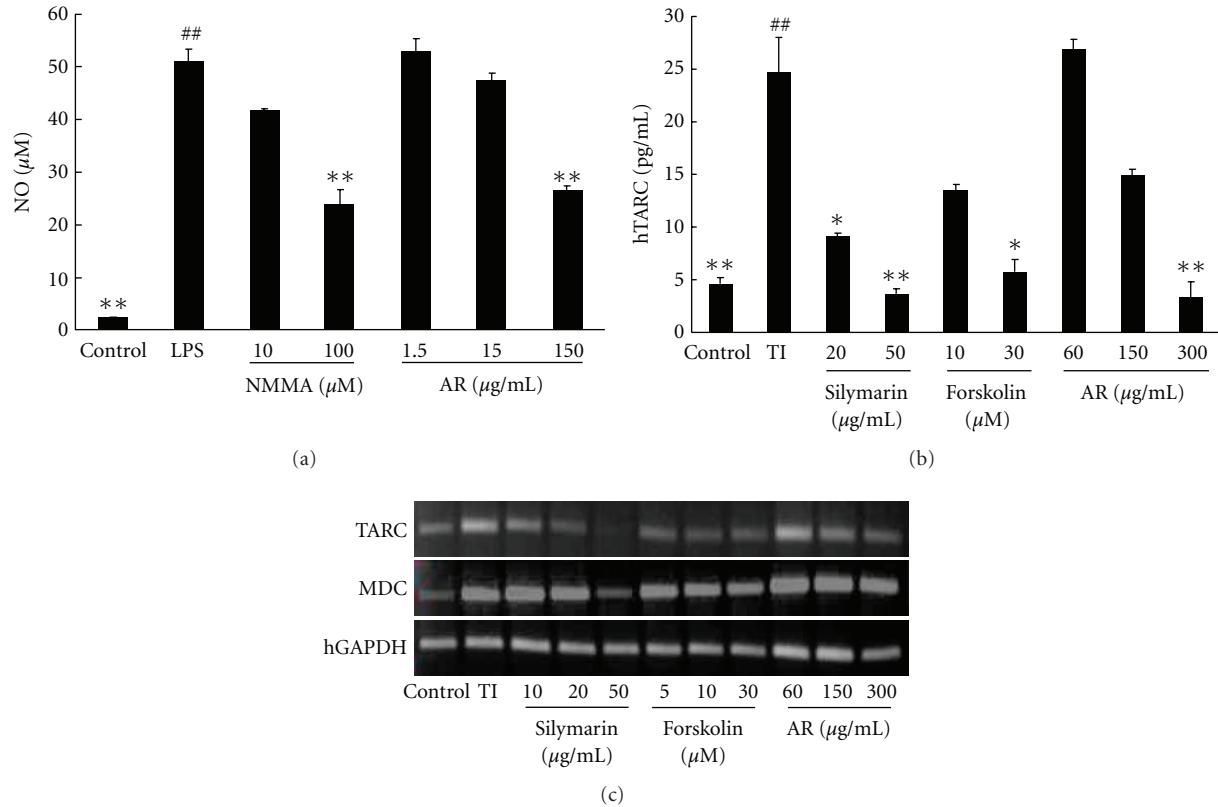 60
50
40
30
20
10
0
NO (μM)
**
##
**
**
Control LPS 10 100 1.5 15 150
NMMA (μM) AR (μg/mL)
(a)
30
25
20
15
10
5
0
hTARC (pg/mL)
**
##
*
**
*
**
Control TI 20 50 10 30 60 150 300
Silymarin Forskolin AR (μg/mL)
(μg/mL) (μM)
(b)
TARC
MDC
hGAPDH
Control TI 10 20 50 5 10 30 60 150 300
Silymarin Forskolin AR (μg/mL)
(μg/mL) (μM)
(c)